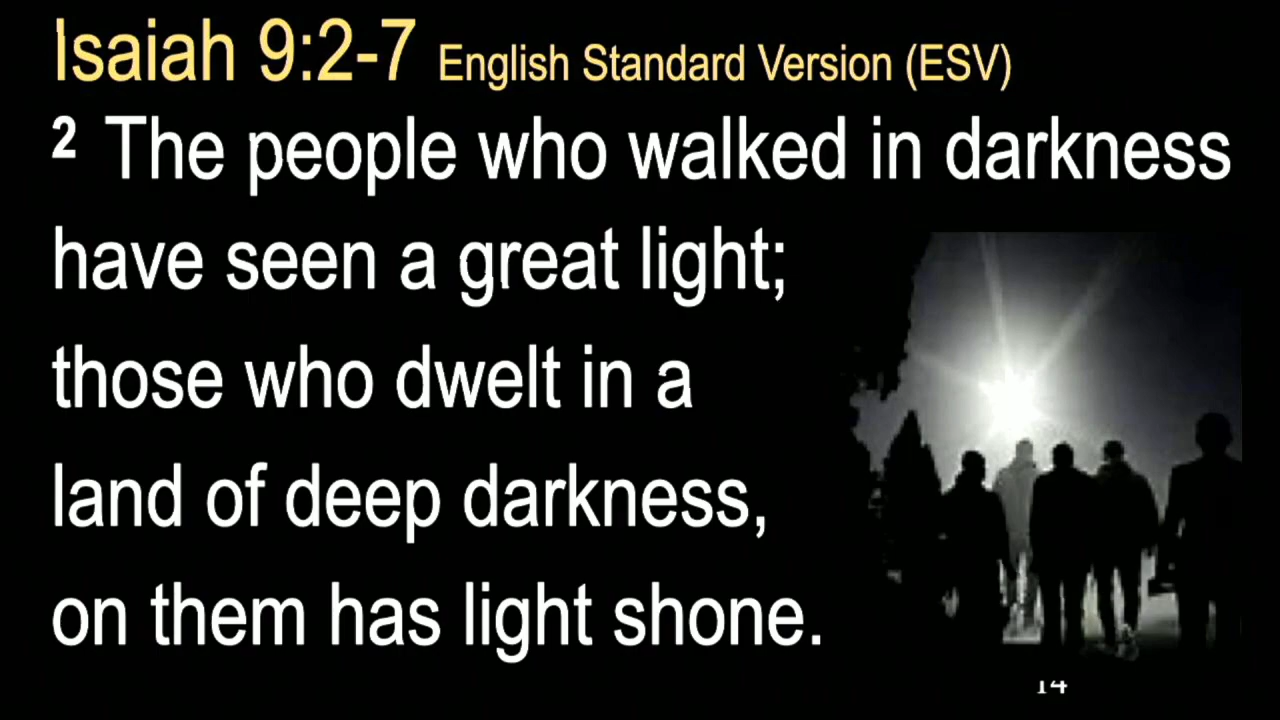 Isaiah 9:2-7 English Standard Version (ESV)
2 The people who walked in darkness
have seen a great light;
those who dwelt in a
land of deep darkness,
on them has light shone.
14